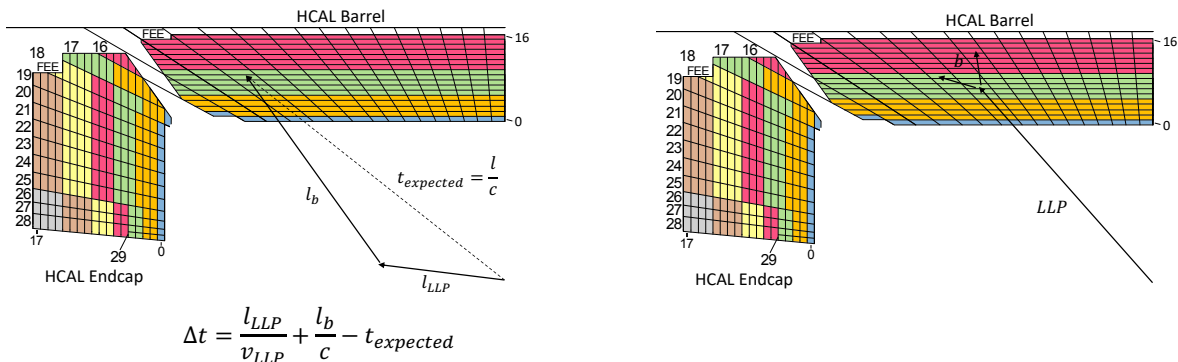 HCAL Barrel
FEE
16
17 16
18
FEE
19
20
21
22
23
24
25
26
27
28
17
0
29
0
HCAL Endcap
l_b
l_LLP
t_expected = l/c
Δt = l_LLP/v_LLP + l_b/c − t_expected
HCAL Barrel
FEE
16
17 16
18
FEE
19
20
21
22
23
24
25
26
27
28
17
0
29
0
HCAL Endcap
b
LLP